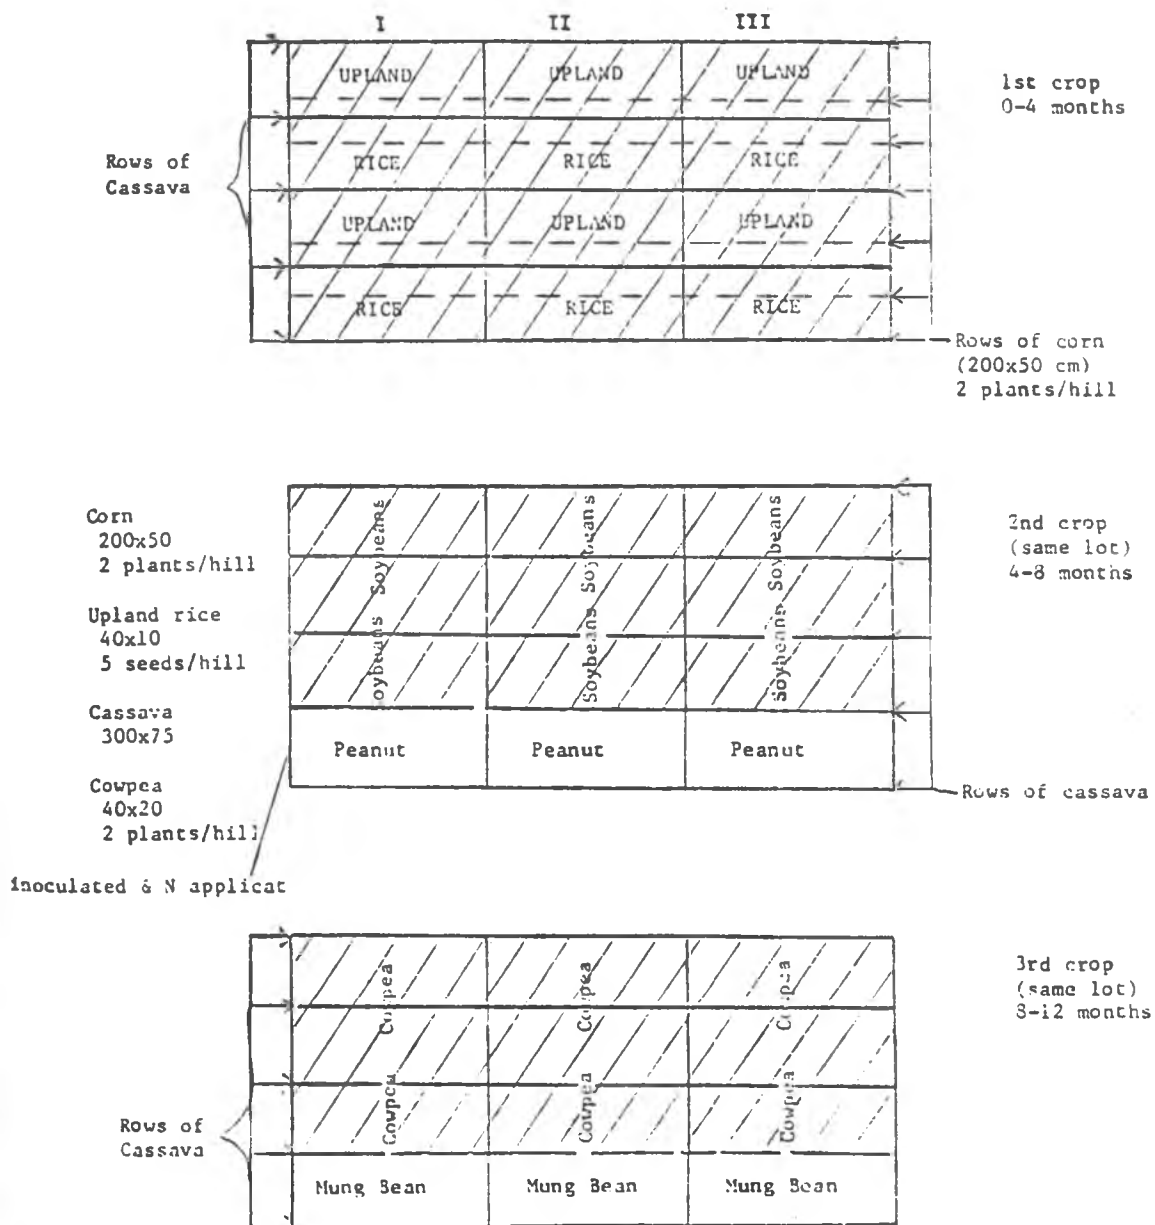 I II III
UPLAND UPLAND UPLAND
1st crop
0-4 months
Rows of
Cassava
RICE RICE RICE
UPLAND UPLAND UPLAND
RICE RICE RICE
Rows of corn
(200x50 cm)
2 plants/hill
Corn
200x50
2 plants/hill
Upland rice
40x10
5 seeds/hill
Cassava
300x75
Cowpea
40x20
2 plants/hill
inoculated & N applicat
Soybeans Soybeans Soybeans
Soybeans Soybeans Soybeans
Peanut Peanut Peanut
2nd crop
(same lot)
4-8 months
Rows of cassava
Cowpea Cowpea Cowpea
Cowpea Cowpea Cowpea
Mung Bean Mung Bean Mung Bean
3rd crop
(same lot)
8-12 months
Rows of
Cassava